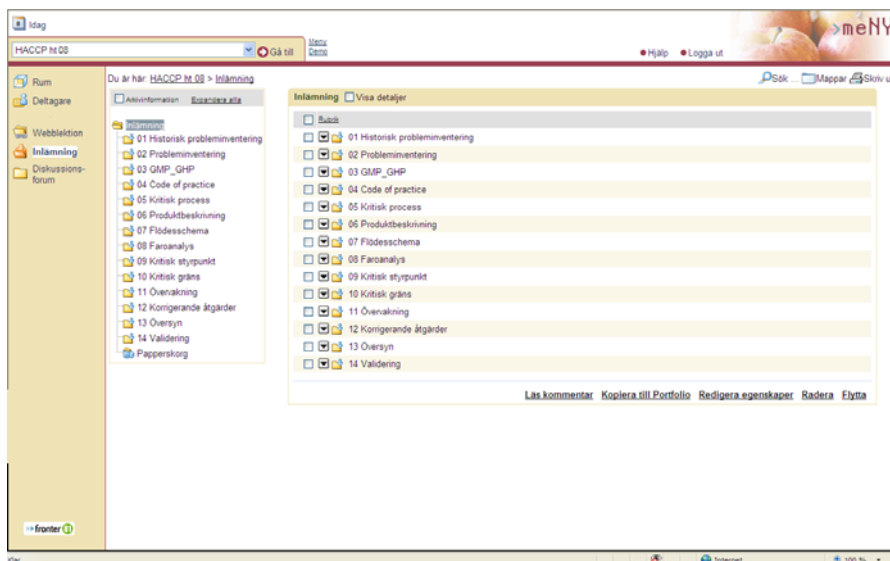 Idag
HACCP ht 08
Gå till
Meny
Demo
Hjälp
Logga ut
>meNY
Rum
Deltagare
Webblektion
Inlämning
Diskussions-
forum
Du är här: HACCP ht 08 > Inlämning
Sök ...
Mappar
Skriv u
Arkivinformation Expandera alla
Inlämning
01 Historisk probleminventering
02 Probleminventering
03 GMP_GHP
04 Code of practice
05 Kritisk process
06 Produktbeskrivning
07 Flödesschema
08 Faroanalys
09 Kritisk styrpunkt
10 Kritisk gräns
11 Övervakning
12 Korrigerande åtgärder
13 Översyn
14 Validering
Papperskorg
Inlämning Visa detaljer
Rubrik
01 Historisk probleminventering
02 Probleminventering
03 GMP_GHP
04 Code of practice
05 Kritisk process
06 Produktbeskrivning
07 Flödesschema
08 Faroanalys
09 Kritisk styrpunkt
10 Kritisk gräns
11 Övervakning
12 Korrigerande åtgärder
13 Översyn
14 Validering
Läs kommentar Kopiera till Portfolio Redigera egenskaper Radera Flytta
fronter
Internet
100 %